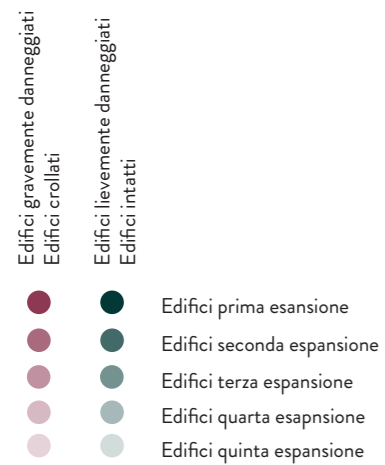 Edifici gravemente danneggiati
Edifici crollati
Edifici lievemente danneggiati
Edifici intatti
Edifici prima esansione
Edifici seconda espansione
Edifici terza espansione
Edifici quarta esapnsione
Edifici quinta espansione